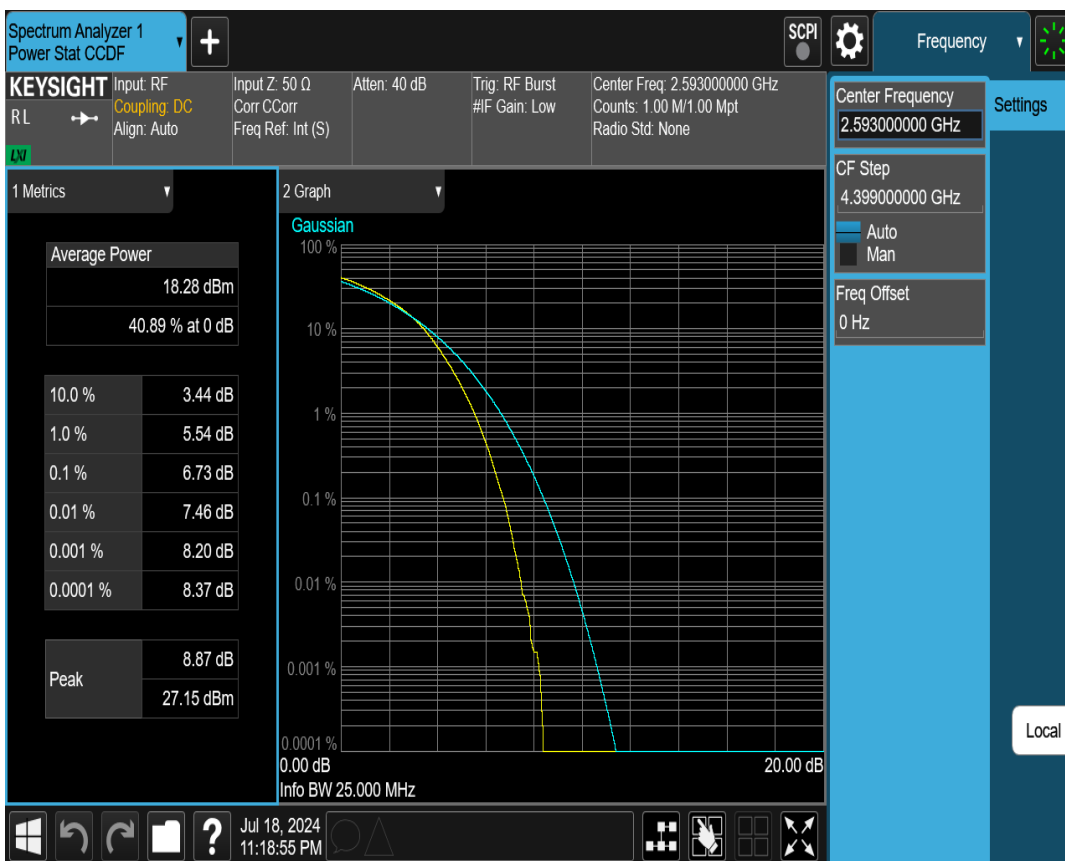 Spectrum Analyzer 1
Power Stat CCDF
SCPI
Frequency
KEYSIGHT
RL
LXI
Input: RF
Coupling: DC
Align: Auto
Input Z: 50 Ω
Corr CCorr
Freq Ref: Int (S)
Atten: 40 dB
Trig: RF Burst
#IF Gain: Low
Center Freq: 2.593000000 GHz
Counts: 1.00 M/1.00 Mpt
Radio Std: None
Center Frequency
2.593000000 GHz
Settings
CF Step
4.399000000 GHz
Auto
Man
Freq Offset
0 Hz
1 Metrics
Average Power
18.28 dBm
40.89 % at 0 dB
10.0 % 3.44 dB
1.0 % 5.54 dB
0.1 % 6.73 dB
0.01 % 7.46 dB
0.001 % 8.20 dB
0.0001 % 8.37 dB
Peak
8.87 dB
27.15 dBm
2 Graph
Gaussian
100 %
10 %
1 %
0.1 %
0.01 %
0.001 %
0.0001 %
0.00 dB 20.00 dB
Info BW 25.000 MHz
Local
?
Jul 18, 2024
11:18:55 PM